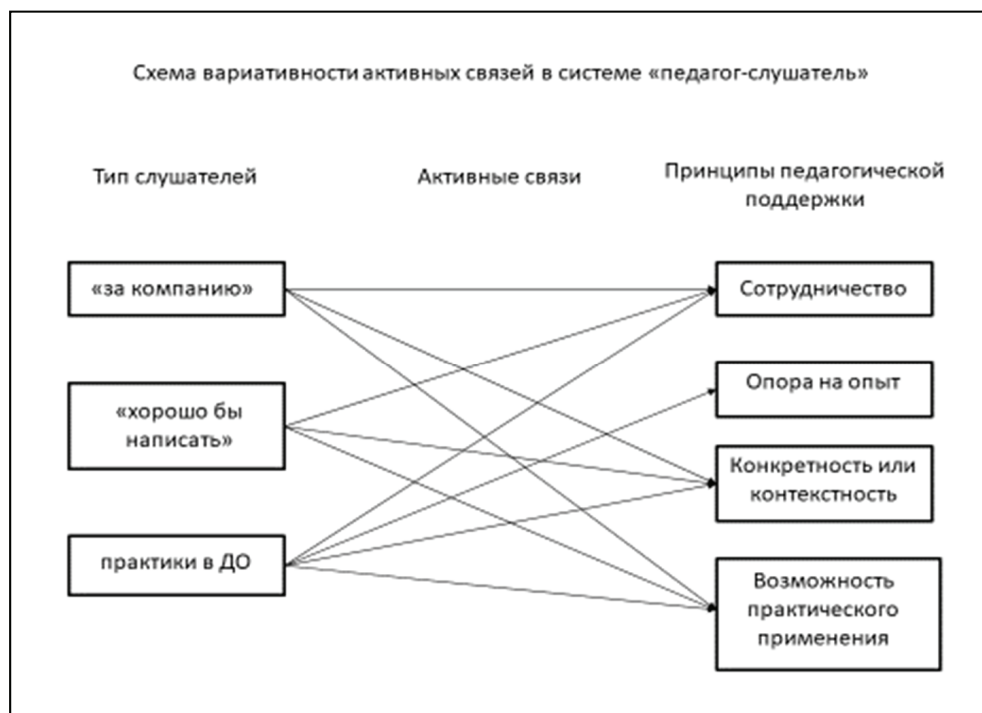 Схема вариативности активных связей в системе «педагог-слушатель»
Тип слушателей
Активные связи
Принципы педагогической
поддержки
«за компанию»
Сотрудничество
Опора на опыт
«хорошо бы
написать»
Конкретность или
контекстность
практики в ДО
Возможность
практического
применения